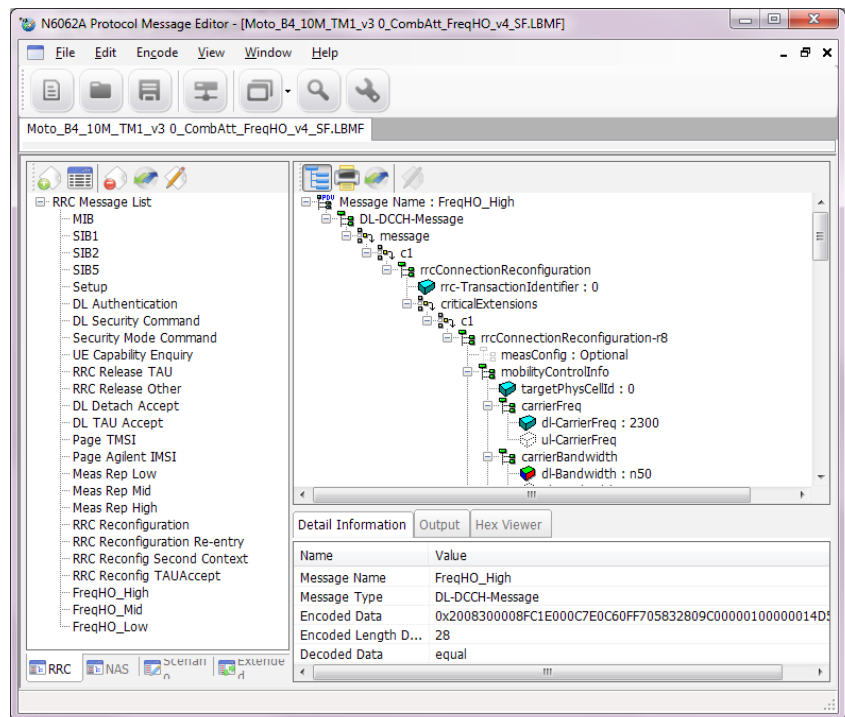 N6062A Protocol Message Editor - [Moto_B4_10M_TM1_v3 0_CombAtt_FreqHO_v4_SF.LBMF]
File Edit Encode View Window Help
Moto_B4_10M_TM1_v3 0_CombAtt_FreqHO_v4_SF.LBMF
RRC Message List
MIB
SIB1
SIB2
SIB5
Setup
DL Authentication
DL Security Command
Security Mode Command
UE Capability Enquiry
RRC Release TAU
RRC Release Other
DL Detach Accept
DL TAU Accept
Page TMSI
Page Agilent IMSI
Meas Rep Low
Meas Rep Mid
Meas Rep High
RRC Reconfiguration
RRC Reconfiguration Re-entry
RRC Reconfig Second Context
RRC Reconfig TAUAccept
FreqHO_High
FreqHO_Mid
FreqHO_Low
RRC NAS Scenari o Extende d
PDU Message Name : FreqHO_High
DL-DCCH-Message
message
c1
rrcConnectionReconfiguration
rrc-TransactionIdentifier : 0
criticalExtensions
c1
rrcConnectionReconfiguration-r8
measConfig : Optional
mobilityControlInfo
targetPhysCellId : 0
carrierFreq
dl-CarrierFreq : 2300
ul-CarrierFreq
carrierBandwidth
dl-Bandwidth : n50
Detail Information Output Hex Viewer
Name Value
Message Name FreqHO_High
Message Type DL-DCCH-Message
Encoded Data 0x2008300008FC1E000C7E0C60FF705832809C00000100000014D5
Encoded Length D... 28
Decoded Data equal